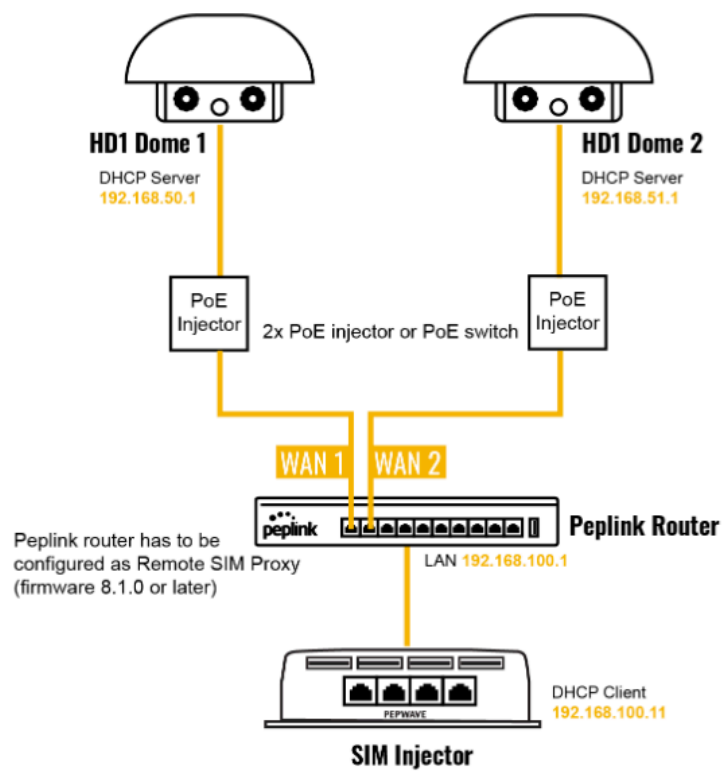 HD1 Dome 1
DHCP Server
192.168.50.1
HD1 Dome 2
DHCP Server
192.168.51.1
PoE
Injector
2x PoE injector or PoE switch
PoE
Injector
WAN 1
WAN 2
peplink
Peplink Router
LAN 192.168.100.1
Peplink router has to be
configured as Remote SIM Proxy
(firmware 8.1.0 or later)
PEPWAVE
DHCP Client
192.168.100.11
SIM Injector